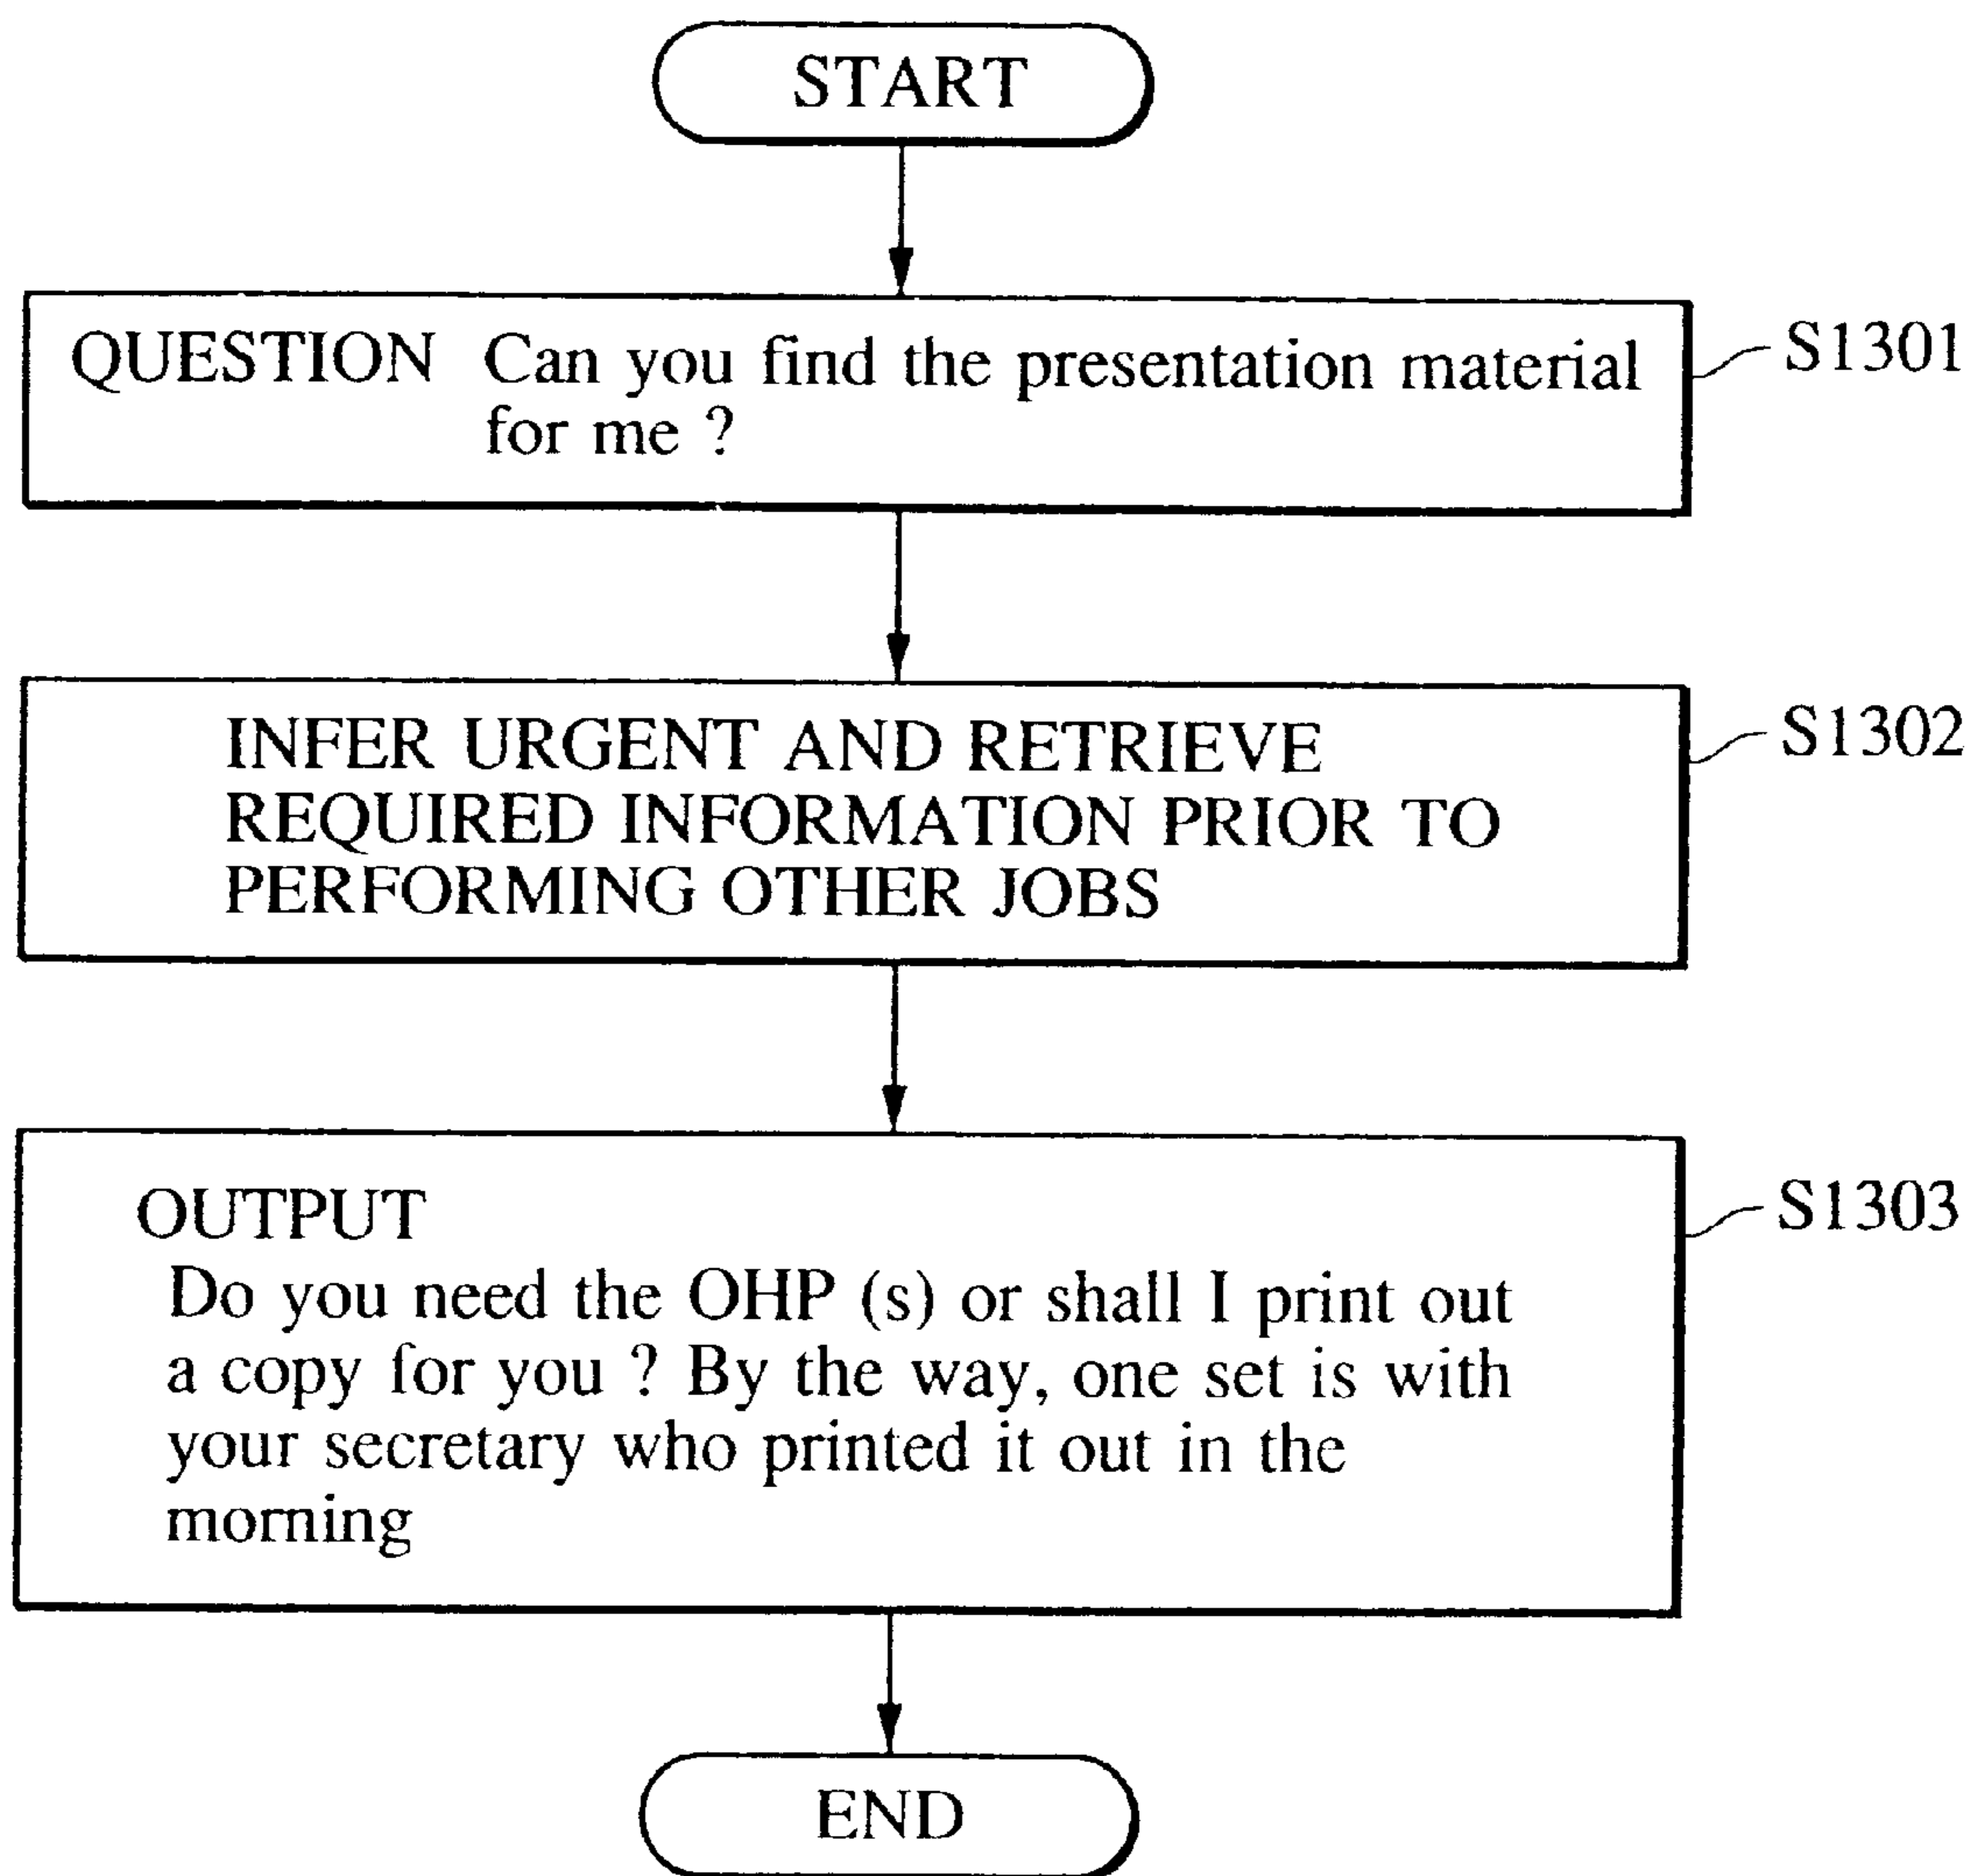 START
QUESTION Can you find the presentation material
for me ?
S1301
INFER URGENT AND RETRIEVE
REQUIRED INFORMATION PRIOR TO
PERFORMING OTHER JOBS
S1302
OUTPUT
Do you need the OHP (s) or shall I print out
a copy for you ? By the way, one set is with
your secretary who printed it out in the
morning
S1303
END